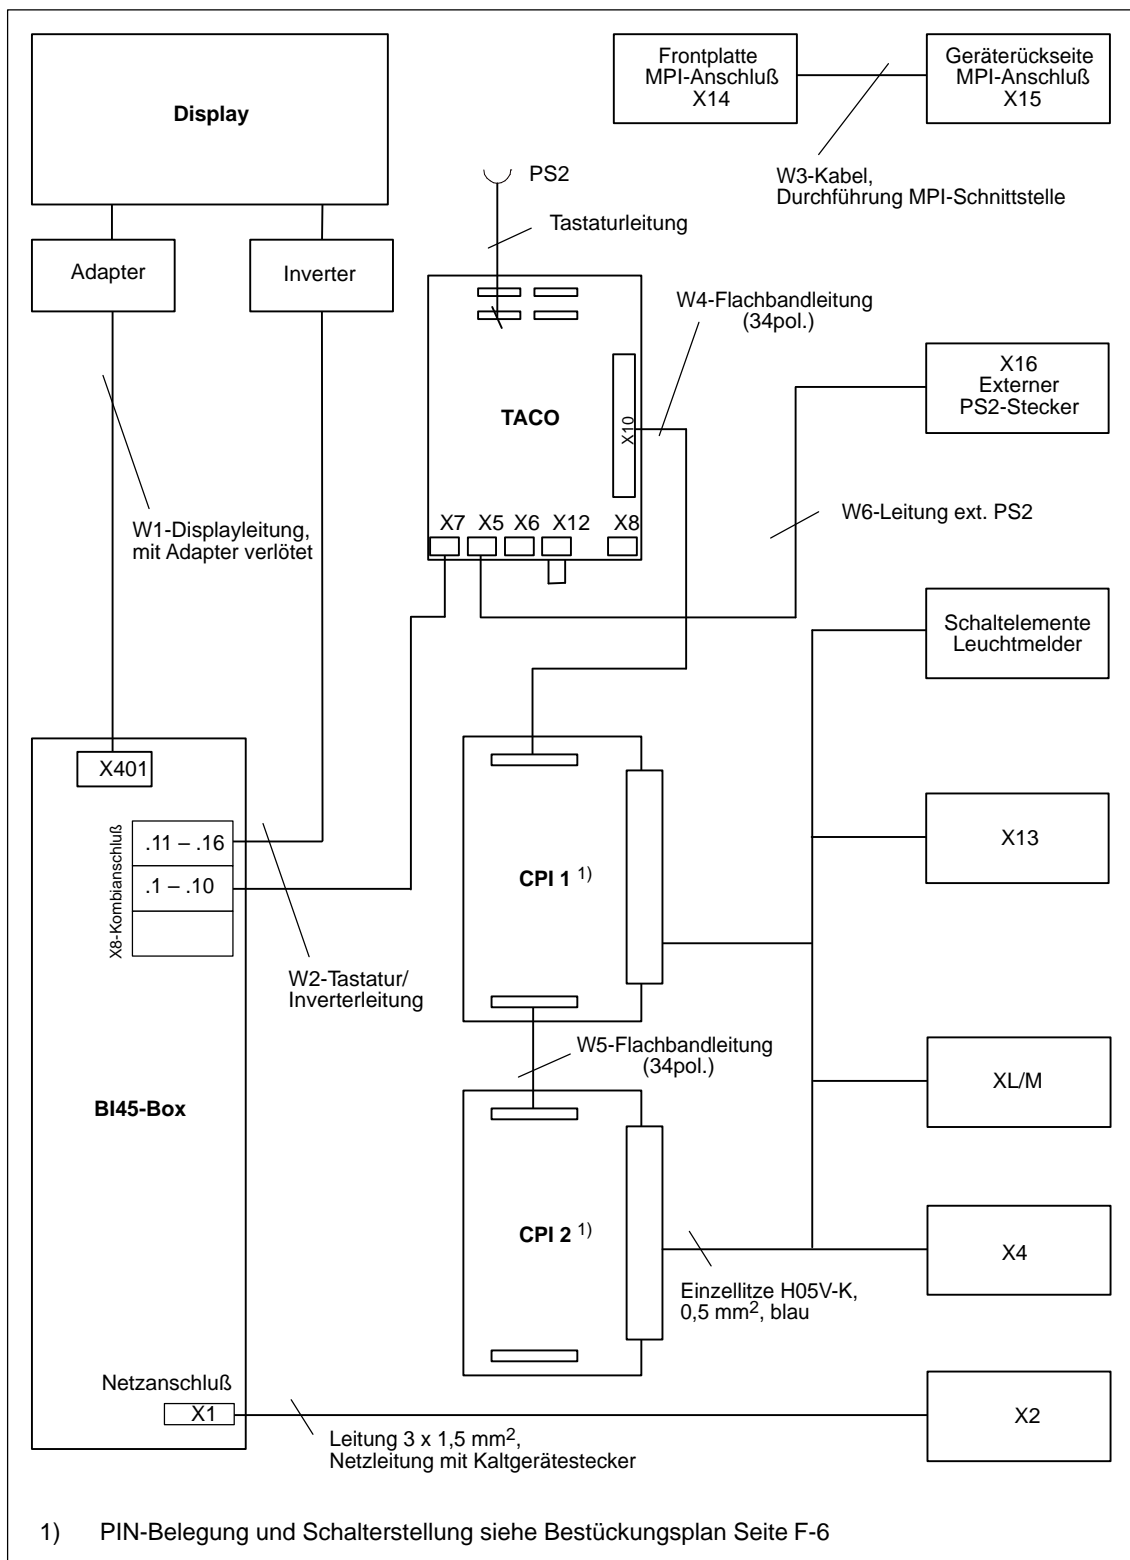 Display
Frontplatte
MPI-Anschluß
X14
Geräterückseite
MPI-Anschluß
X15
W3-Kabel,
Durchführung MPI-Schnittstelle
PS2
Tastaturleitung
Adapter
Inverter
W4-Flachbandleitung
(34pol.)
X16
Externer
PS2-Stecker
TACO
X10
W1-Displayleitung,
mit Adapter verlötet
X7 X5 X6 X12 X8
W6-Leitung ext. PS2
Schaltelemente
Leuchtmelder
X401
X8-Kombianschluß
.11 – .16
.1 – .10
X13
CPI 1 1)
W2-Tastatur/
Inverterleitung
W5-Flachbandleitung
(34pol.)
XL/M
BI45-Box
CPI 2 1)
X4
Einzellitze H05V-K,
0,5 mm2, blau
Netzanschluß
X1
X2
Leitung 3 x 1,5 mm2,
Netzleitung mit Kaltgerätestecker
1) PIN-Belegung und Schalterstellung siehe Bestückungsplan Seite F-6